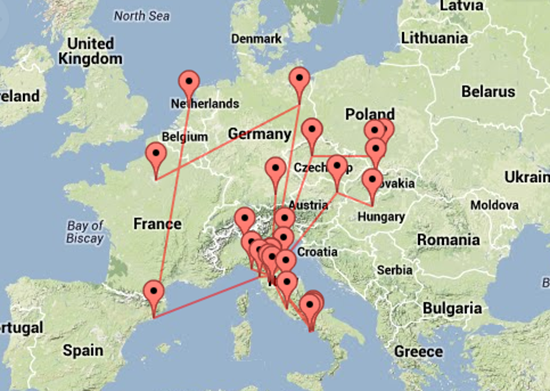 Latvia
North Sea
Denmark
Lithuania
United
Kingdom
eland
Netherlands
Belarus
Poland
Belgium
Germany
Czech
p
Ukrain
vakia
Austria
Moldova
France
Hungary
Bay of
Biscay
Romania
Croatia
Serbia
Bulgaria
rtugal
Spain
Greece